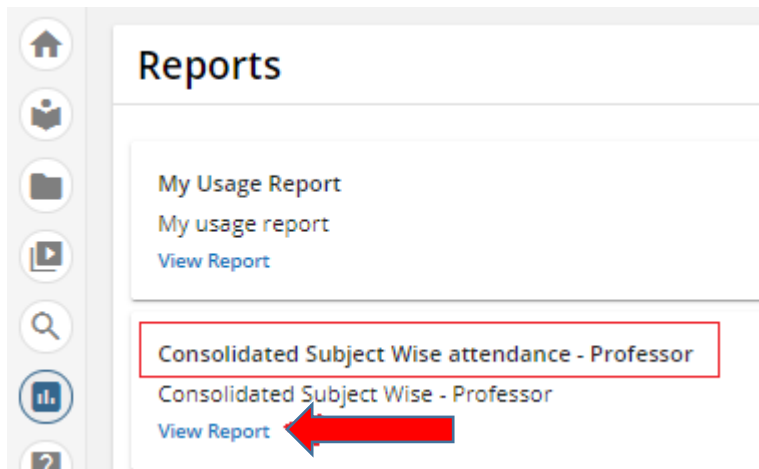 Reports
My Usage Report
My usage report
View Report
Consolidated Subject Wise attendance - Professor
Consolidated Subject Wise - Professor
View Report
?